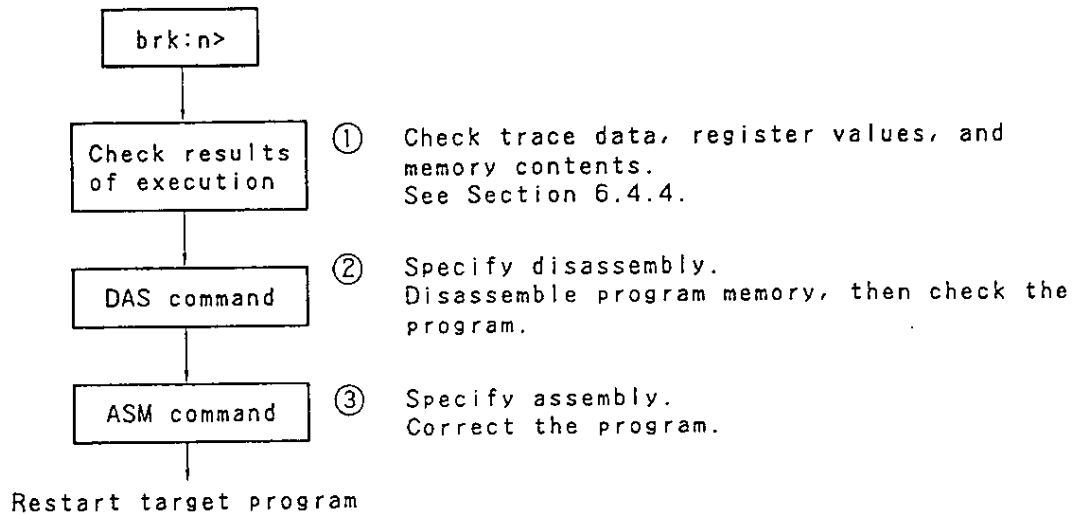 brk:n>
Check results
of execution
① Check trace data, register values, and
memory contents.
See Section 6.4.4.
DAS command
② Specify disassembly.
Disassemble program memory, then check the
program.
ASM command
③ Specify assembly.
Correct the program.
Restart target program